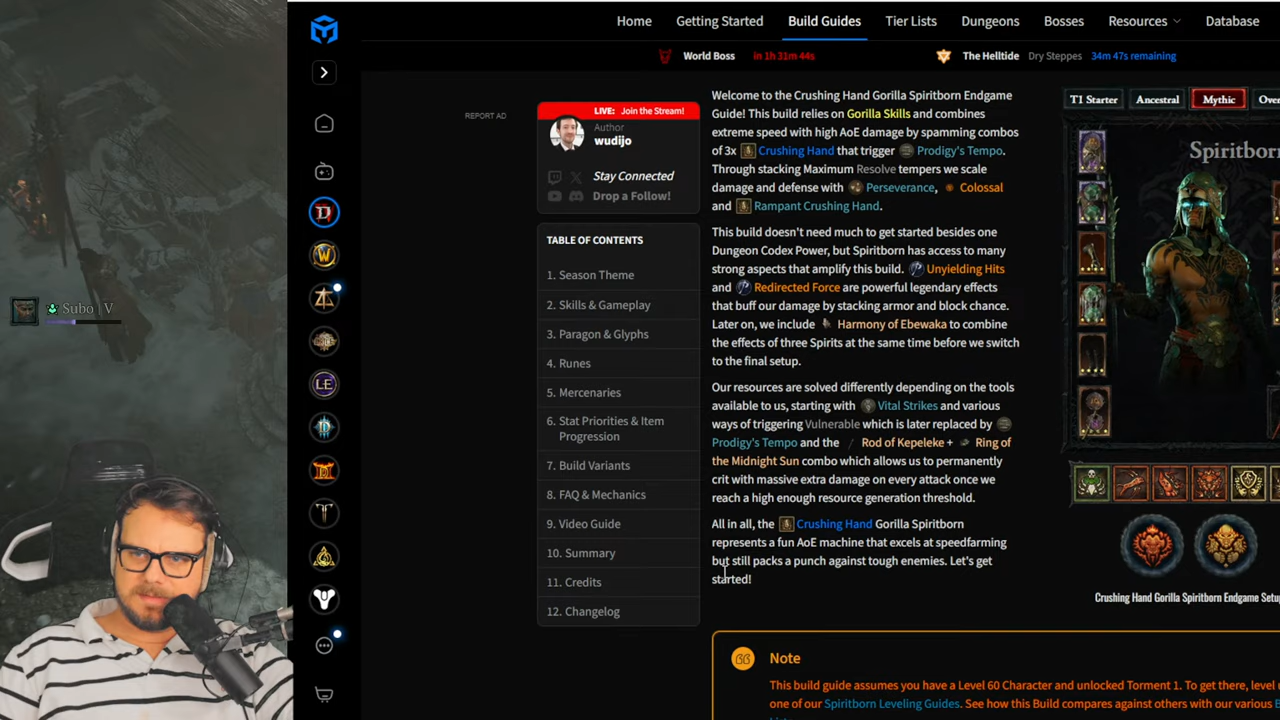 Home Getting Started Build Guides Tier Lists Dungeons Bosses Resources Database
World Boss in 1h 31m 44s The Helltide Dry Steppes 34m 47s remaining
REPORT AD
LIVE: Join the Stream!
Author
wudijo
Stay Connected
Drop a Follow!
TABLE OF CONTENTS
1. Season Theme
2. Skills & Gameplay
3. Paragon & Glyphs
4. Runes
5. Mercenaries
6. Stat Priorities & Item
Progression
7. Build Variants
8. FAQ & Mechanics
9. Video Guide
10. Summary
11. Credits
12. Changelog
Welcome to the Crushing Hand Gorilla Spiritborn Endgame
Guide! This build relies on Gorilla Skills and combines
extreme speed with high AoE damage by spamming combos
of 3x Crushing Hand that trigger Prodigy's Tempo.
Through stacking Maximum Resolve tempers we scale
damage and defense with Perseverance, Colossal
and Rampant Crushing Hand.
This build doesn't need much to get started besides one
Dungeon Codex Power, but Spiritborn has access to many
strong aspects that amplify this build. Unyielding Hits
and Redirected Force are powerful legendary effects
that buff our damage by stacking armor and block chance.
Later on, we include Harmony of Ebewaka to combine
the effects of three Spirits at the same time before we switch
to the final setup.
Our resources are solved differently depending on the tools
available to us, starting with Vital Strikes and various
ways of triggering Vulnerable which is later replaced by
Prodigy's Tempo and the Rod of Kepeleke + Ring of
the Midnight Sun combo which allows us to permanently
crit with massive extra damage on every attack once we
reach a high enough resource generation threshold.
All in all, the Crushing Hand Gorilla Spiritborn
represents a fun AoE machine that excels at speedfarming
but still packs a punch against tough enemies. Let's get
started!
T1 Starter Ancestral Mythic Ove
Spiritborn
Crushing Hand Gorilla Spiritborn Endgame Setu
Note
This build guide assumes you have a Level 60 Character and unlocked Torment 1. To get there, level
one of our Spiritborn Leveling Guides. See how this Build compares against others with our various
Subo | V